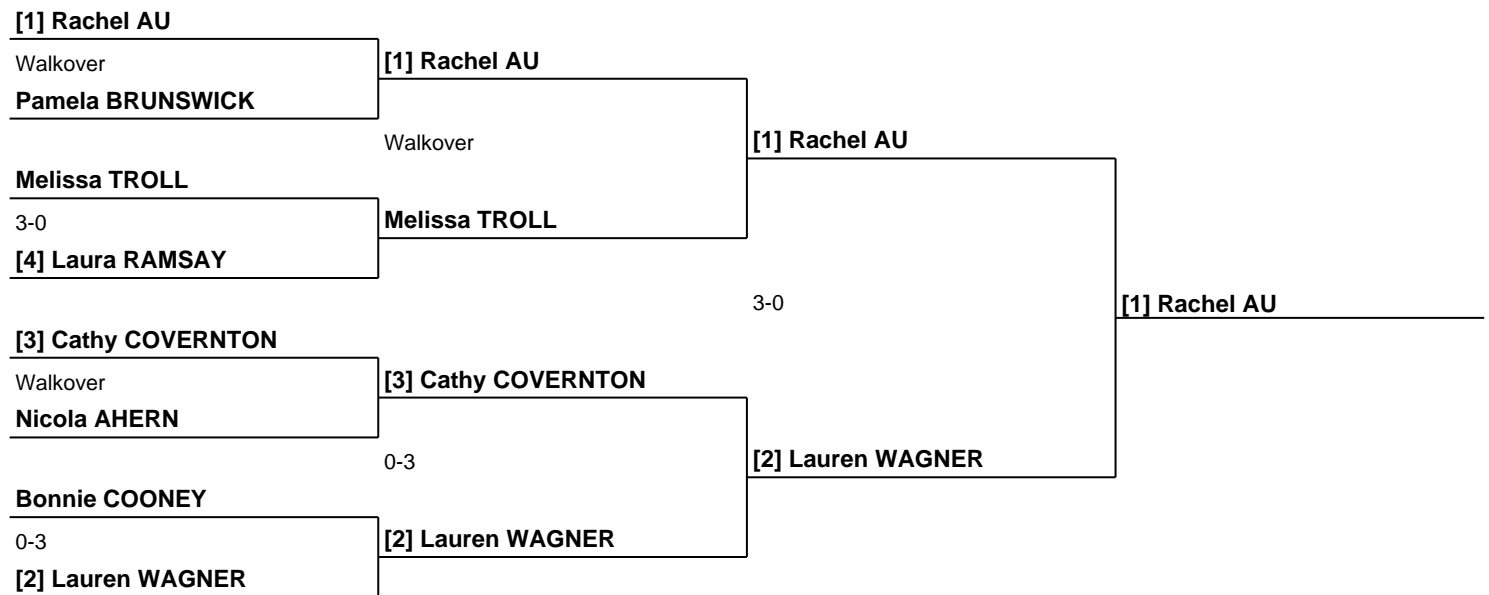 [1] Rachel AU
Walkover
Pamela BRUNSWICK
[1] Rachel AU
Walkover
Melissa TROLL
3-0
[4] Laura RAMSAY
Melissa TROLL
[1] Rachel AU
3-0
[3] Cathy COVERNTON
Walkover
Nicola AHERN
[3] Cathy COVERNTON
0-3
Bonnie COONEY
0-3
[2] Lauren WAGNER
[2] Lauren WAGNER
[2] Lauren WAGNER
[1] Rachel AU